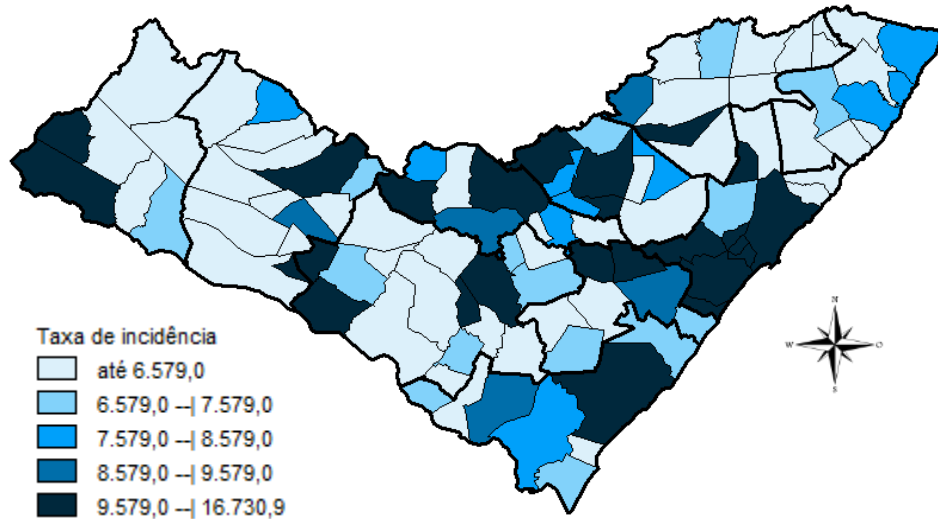 Taxa de incidência
até 6.579,0
6.579,0 --| 7.579,0
7.579,0 --| 8.579,0
8.579,0 --| 9.579,0
9.579,0 --| 16.730,9
N
W
O
S